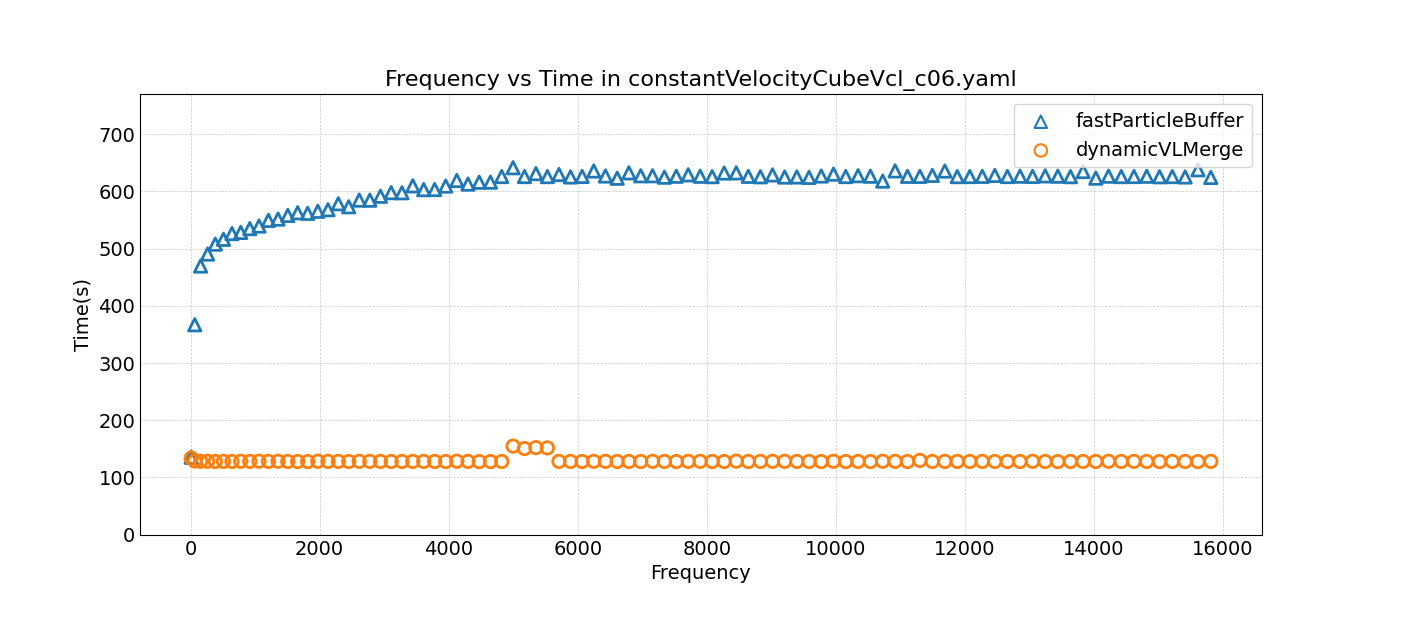 Frequency vs Time in constantVelocityCubeVcl_c06.yaml
fastParticleBuffer
dynamicVLMerge
Time(s)
700
600
500
400
300
200
100
0
0 2000 4000 6000 8000 10000 12000 14000 16000
Frequency